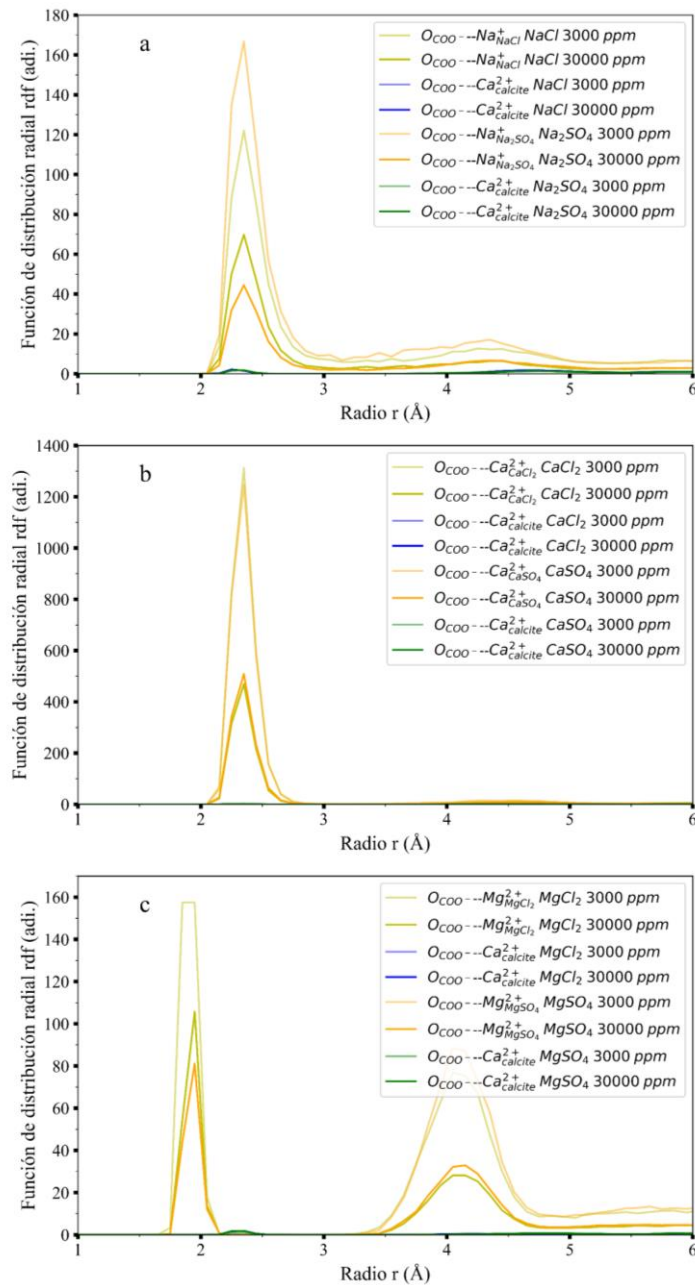 a
180
160
140
120
100
80
60
40
20
0
Función de distribución radial rdf (adi.)
O_COO⁻---Na⁺_NaCl NaCl 3000 ppm
O_COO⁻---Na⁺_NaCl NaCl 30000 ppm
O_COO⁻---Ca²⁺_calcite NaCl 3000 ppm
O_COO⁻---Ca²⁺_calcite NaCl 30000 ppm
O_COO⁻---Na⁺_Na₂SO₄ Na₂SO₄ 3000 ppm
O_COO⁻---Na⁺_Na₂SO₄ Na₂SO₄ 30000 ppm
O_COO⁻---Ca²⁺_calcite Na₂SO₄ 3000 ppm
O_COO⁻---Ca²⁺_calcite Na₂SO₄ 30000 ppm
1 2 3 4 5 6
Radio r (Å)
b
1400
1200
1000
800
600
400
200
0
Función de distribución radial rdf (adi.)
O_COO⁻---Ca²⁺_CaCl₂ CaCl₂ 3000 ppm
O_COO⁻---Ca²⁺_CaCl₂ CaCl₂ 30000 ppm
O_COO⁻---Ca²⁺_calcite CaCl₂ 3000 ppm
O_COO⁻---Ca²⁺_calcite CaCl₂ 30000 ppm
O_COO⁻---Ca²⁺_CaSO₄ CaSO₄ 3000 ppm
O_COO⁻---Ca²⁺_CaSO₄ CaSO₄ 30000 ppm
O_COO⁻---Ca²⁺_calcite CaSO₄ 3000 ppm
O_COO⁻---Ca²⁺_calcite CaSO₄ 30000 ppm
1 2 3 4 5 6
Radio r (Å)
c
160
140
120
100
80
60
40
20
0
Función de distribución radial rdf (adi.)
O_COO⁻---Mg²⁺_MgCl₂ MgCl₂ 3000 ppm
O_COO⁻---Mg²⁺_MgCl₂ MgCl₂ 30000 ppm
O_COO⁻---Ca²⁺_calcite MgCl₂ 3000 ppm
O_COO⁻---Ca²⁺_calcite MgCl₂ 30000 ppm
O_COO⁻---Mg²⁺_MgSO₄ MgSO₄ 3000 ppm
O_COO⁻---Mg²⁺_MgSO₄ MgSO₄ 30000 ppm
O_COO⁻---Ca²⁺_calcite MgSO₄ 3000 ppm
O_COO⁻---Ca²⁺_calcite MgSO₄ 30000 ppm
1 2 3 4 5 6
Radio r (Å)